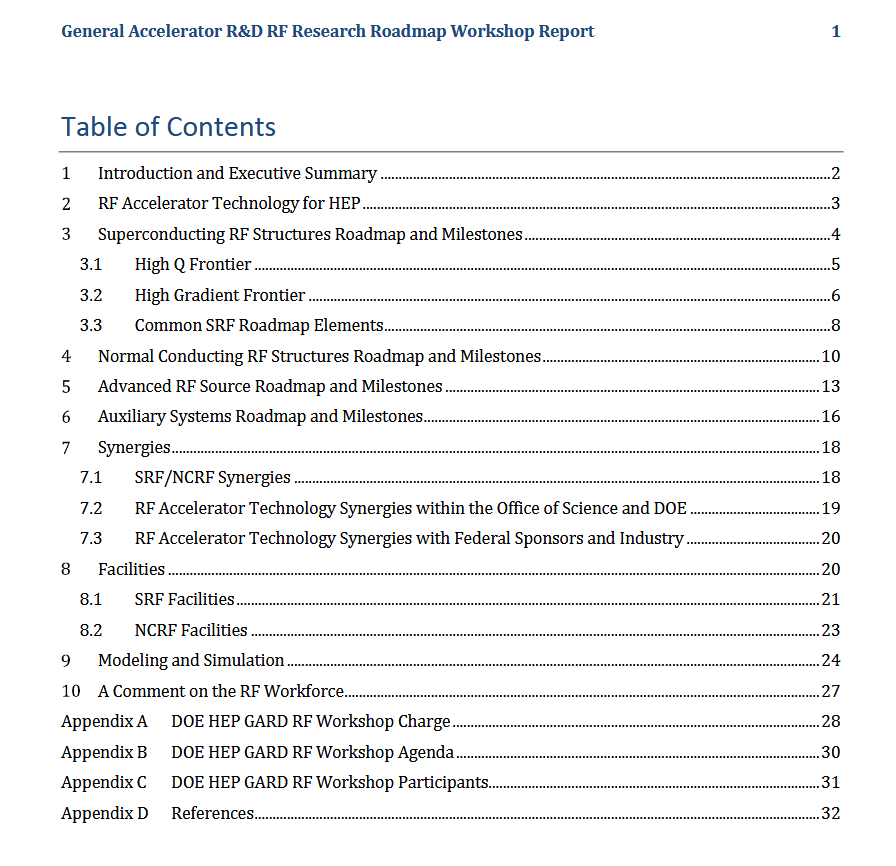 General Accelerator R&D RF Research Roadmap Workshop Report 1
Table of Contents
1 Introduction and Executive Summary ... 2
2 RF Accelerator Technology for HEP ... 3
3 Superconducting RF Structures Roadmap and Milestones ... 4
3.1 High Q Frontier ... 5
3.2 High Gradient Frontier ... 6
3.3 Common SRF Roadmap Elements ... 8
4 Normal Conducting RF Structures Roadmap and Milestones ... 10
5 Advanced RF Source Roadmap and Milestones ... 13
6 Auxiliary Systems Roadmap and Milestones ... 16
7 Synergies ... 18
7.1 SRF/NCRF Synergies ... 18
7.2 RF Accelerator Technology Synergies within the Office of Science and DOE ... 19
7.3 RF Accelerator Technology Synergies with Federal Sponsors and Industry ... 20
8 Facilities ... 20
8.1 SRF Facilities ... 21
8.2 NCRF Facilities ... 23
9 Modeling and Simulation ... 24
10 A Comment on the RF Workforce ... 27
Appendix A DOE HEP GARD RF Workshop Charge ... 28
Appendix B DOE HEP GARD RF Workshop Agenda ... 30
Appendix C DOE HEP GARD RF Workshop Participants ... 31
Appendix D References ... 32